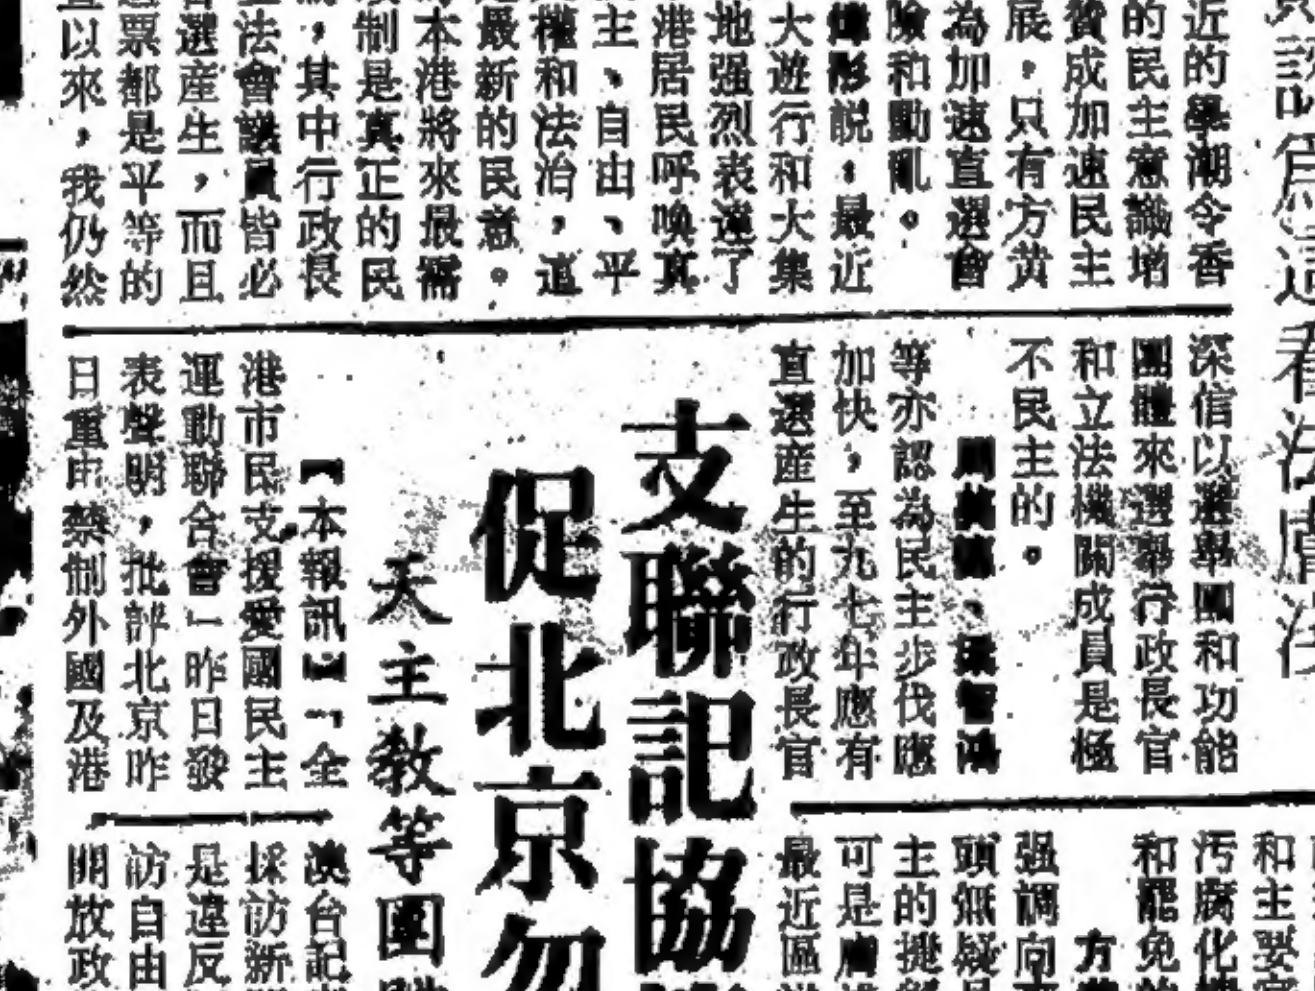 近的學潮令香
的民主意識增
贊成加速民主
展，只有方黄
為加速直選會
險和動亂。
說，最近
大遊行和大集
地强烈表達了
港居民呼喚真
主、自由、平
權和法治，追
最新的民意。
本港將來最需
制是真正的民
，其中行政長
法會議員皆必
選産生，而且
票都是平等的
以來，我仍然
深信以選舉團和功能
團體來選舉行政長官
和立法機關成員是極
不民主的。
等亦認為民主步伐應
加快，至九七年應有
直選産生的行政長官
支聯記協
促北京勿
天主教等團體
【本報訊】「全
港市民支援愛國民主
運動聯合會」昨日發
表聲明，批評北京昨
日重申禁制外國及港
澳台記
採訪新
是違反
訪自由
開放政
和主要官
污腐化
和罷免
方
强調向
頭無疑
主的
可是
最近區